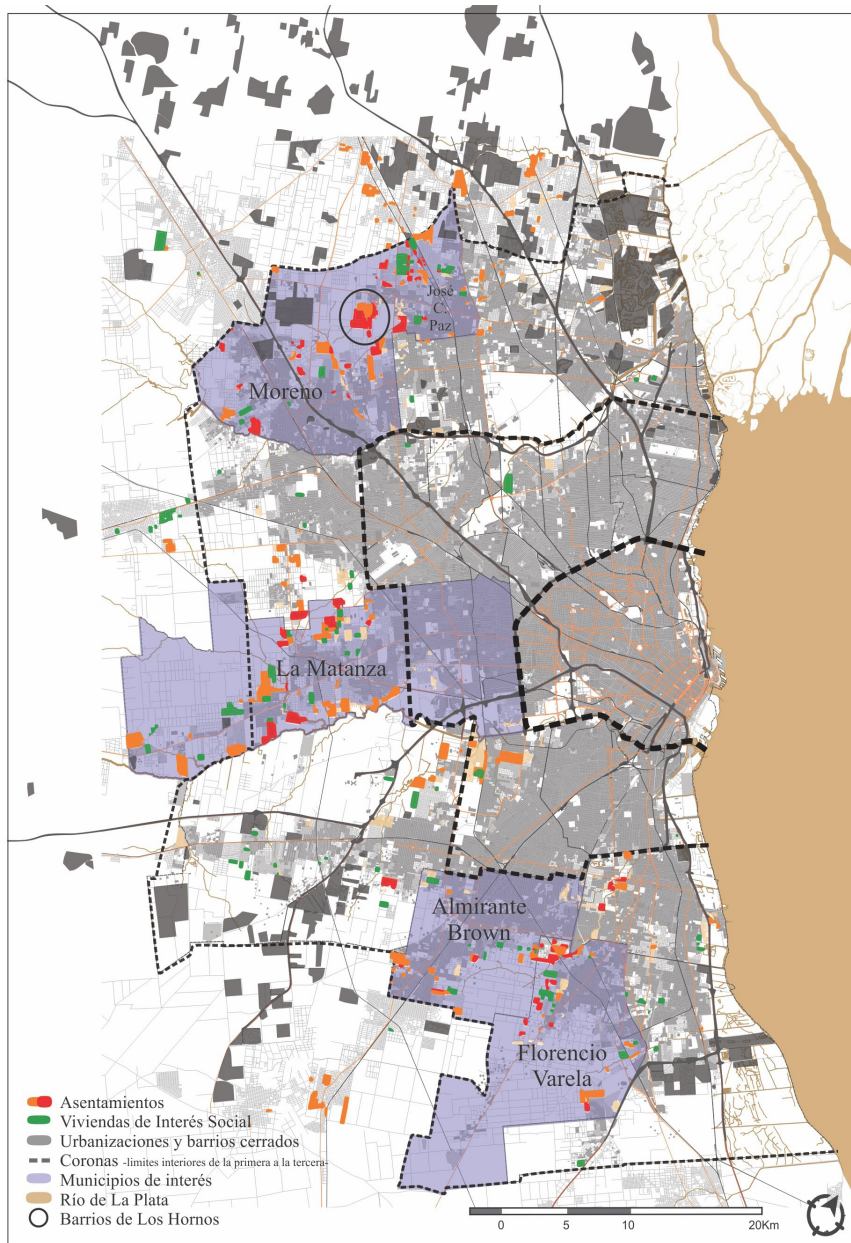 José
C.
Paz
Moreno
La Matanza
Almirante
Brown
Florencio
Varela
Asentamientos
Viviendas de Interés Social
Urbanizaciones y barrios cerrados
Coronas -limites interiores de la primera a la tercera-
Municipios de interés
Río de La Plata
Barrios de Los Hornos
0 5 10 20Km